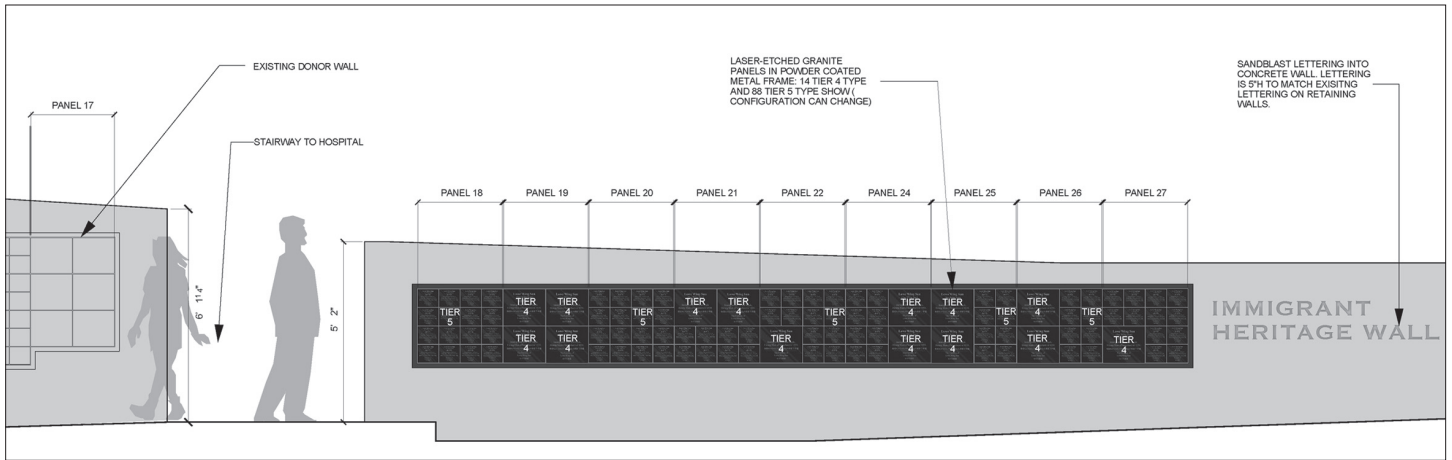 EXISTING DONOR WALL
PANEL 17
STAIRWAY TO HOSPITAL
LASER-ETCHED GRANITE
PANELS IN POWDER COATED
METAL FRAME: 14 TIER 4 TYPE
AND 88 TIER 5 TYPE SHOW (
CONFIGURATION CAN CHANGE)
SANDBLAST LETTERING INTO
CONCRETE WALL. LETTERING
IS 5"H TO MATCH EXISITNG
LETTERING ON RETAINING
WALLS.
PANEL 18 PANEL 19 PANEL 20 PANEL 21 PANEL 22 PANEL 24 PANEL 25 PANEL 26 PANEL 27
5' 2"
TIER
4
TIER
4
TIER
4
TIER
4
TIER
4
TIER
4
TIER
4
TIER
5
TIER
5
TIER
5
TIER
5
TIER
5
TIER
4
TIER
4
TIER
4
TIER
4
TIER
4
TIER
4
TIER
4
IMMIGRANT
HERITAGE WALL